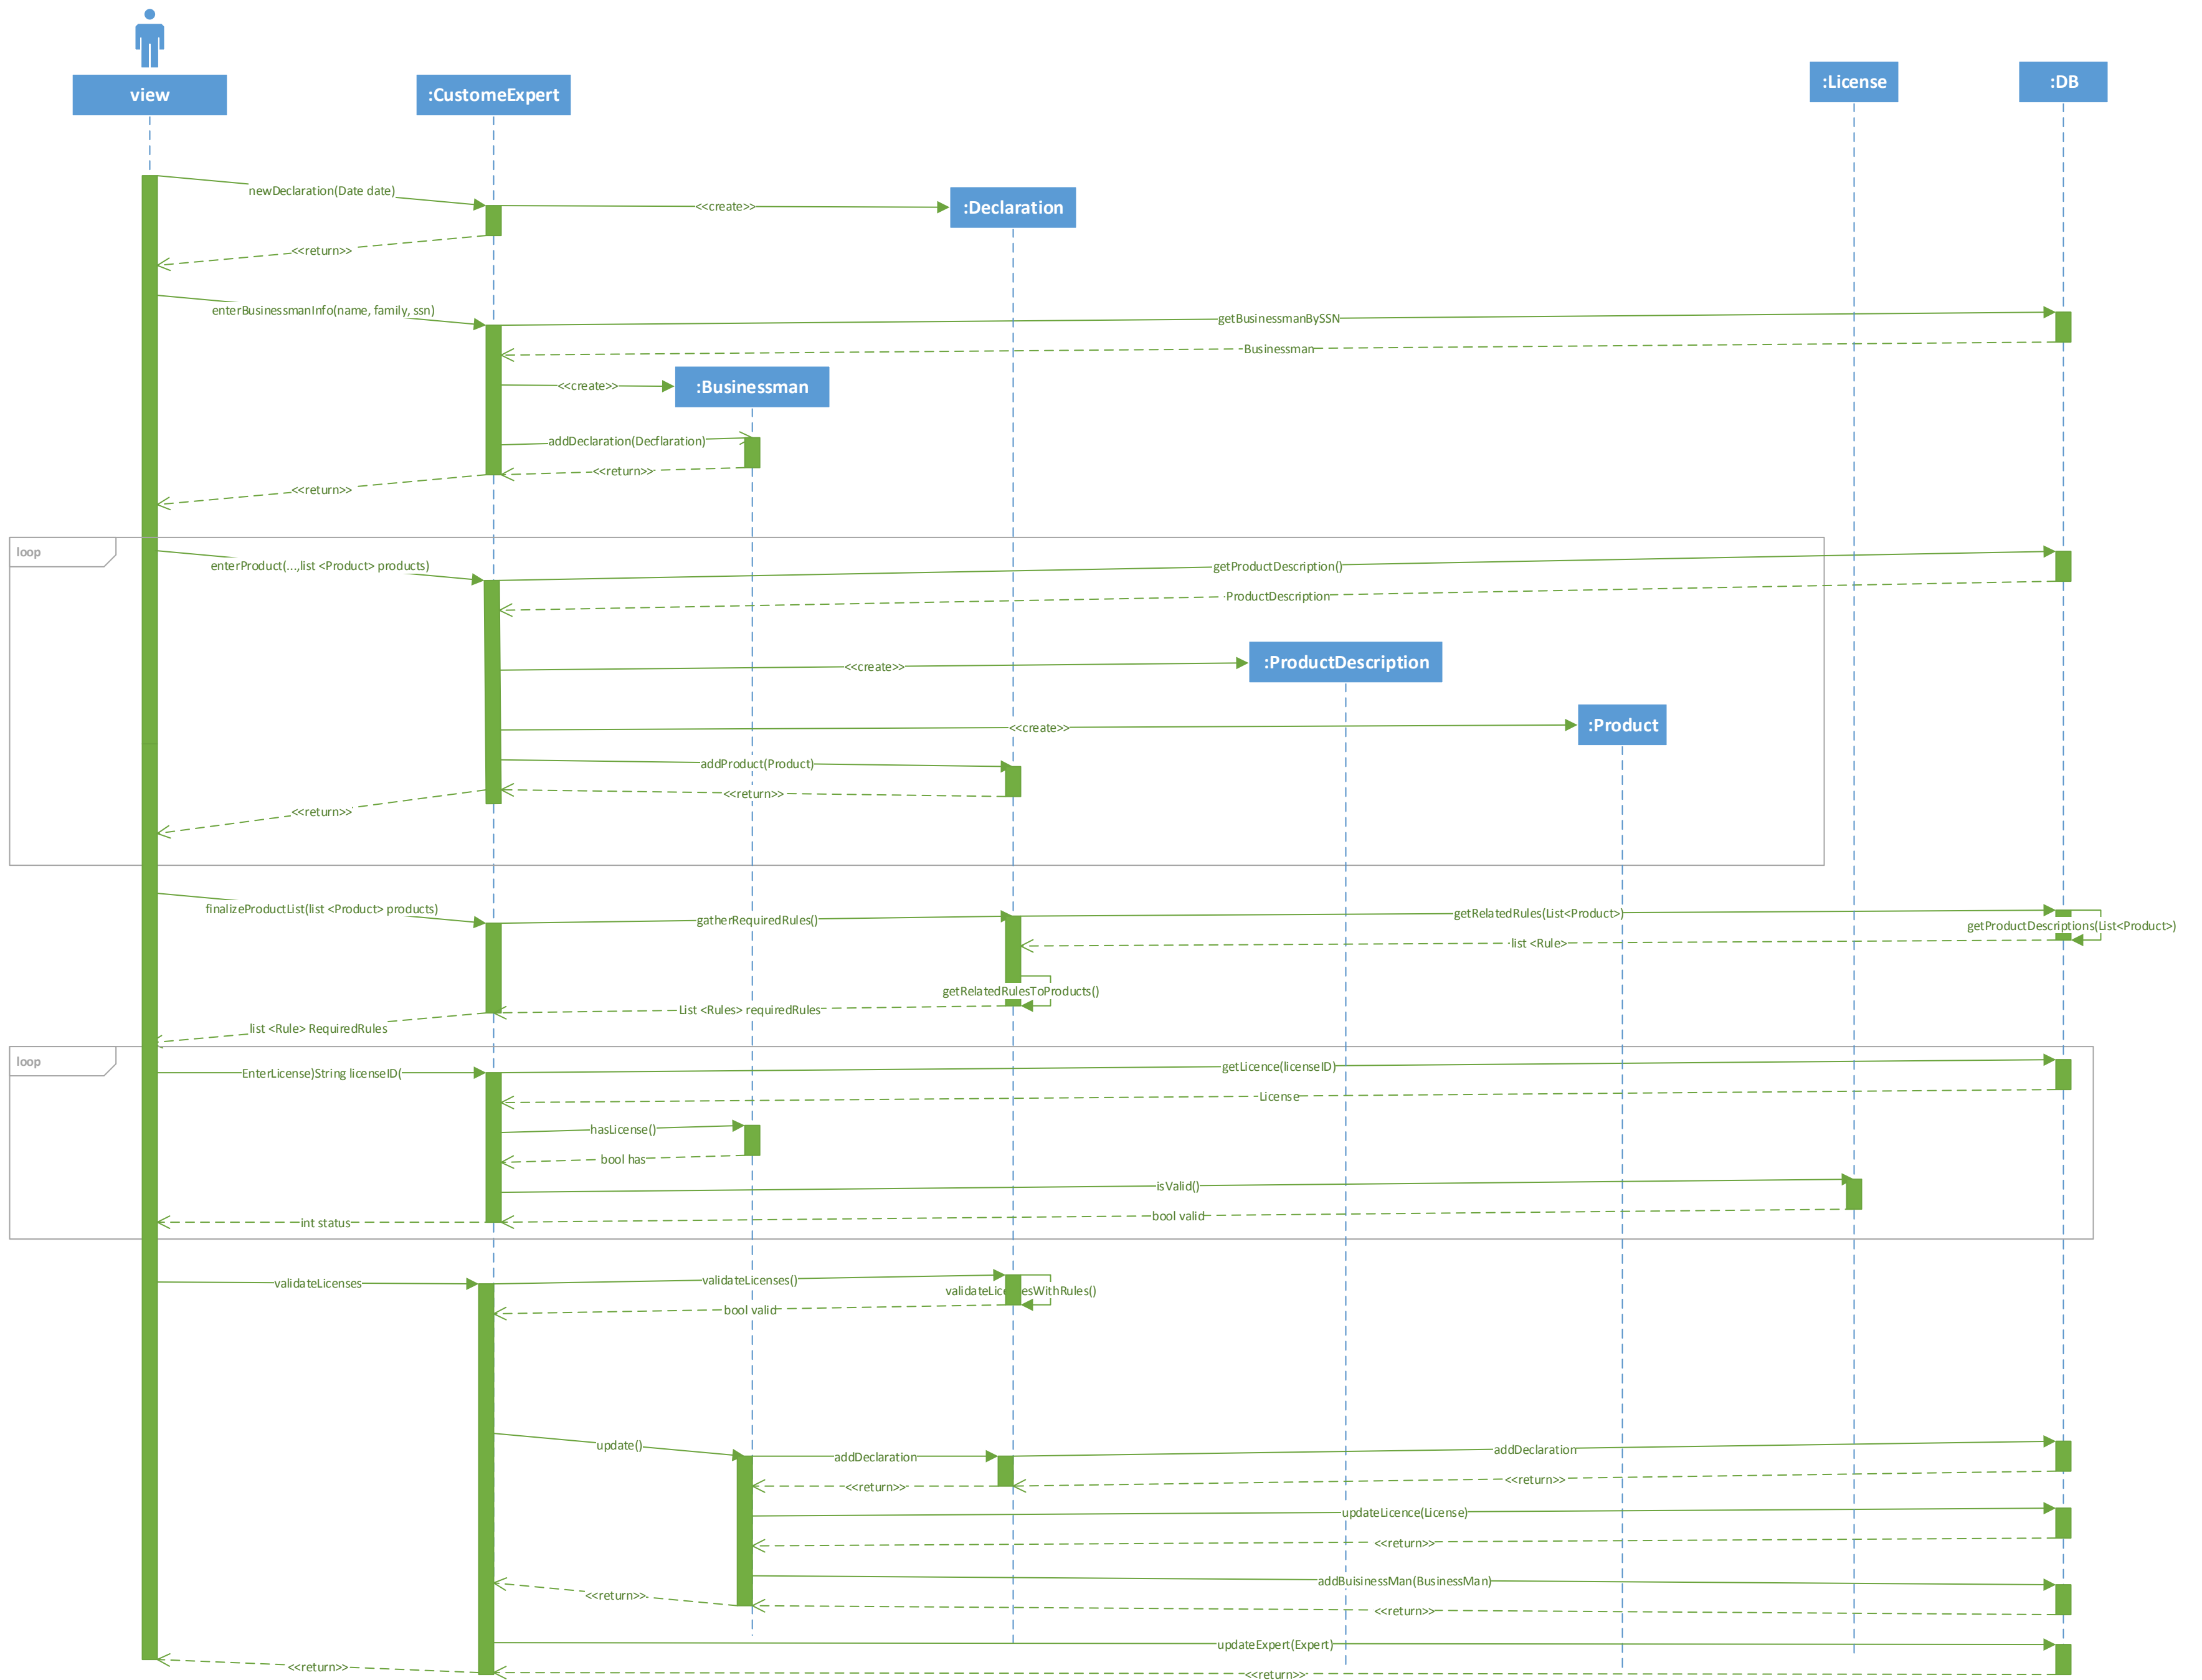 view
:CustomeExpert
:License
:DB
newDeclaration(Date date)
<<create>>
:Declaration
<<return>>
enterBusinessmanInfo(name, family, ssn)
getBusinessmanBySSN
Businessman
<<create>>
:Businessman
addDeclaration(Decflaration)
<<return>>
<<return>>
loop
enterProduct(...,list <Product> products)
getProductDescription()
ProductDescription
<<create>>
:ProductDescription
<<create>>
:Product
addProduct(Product)
<<return>>
<<return>>
finalizeProductList(list <Product> products)
gatherRequiredRules()
getRelatedRules(List<Product>)
getProductDescriptions(List<Product>)
list <Rule>
getRelatedRulesToProducts()
List <Rules> requiredRules
list <Rule> RequiredRules
loop
EnterLicense)String licenseID(
getLicence(licenseID)
License
hasLicense()
bool has
isValid()
bool valid
int status
validateLicenses
validateLicenses()
validateLicensesWithRules()
bool valid
update()
addDeclaration
addDeclaration
<<return>>
<<return>>
updateLicence(License)
<<return>>
addBuisinessMan(BusinessMan)
<<return>>
<<return>>
updateExpert(Expert)
<<return>>
<<return>>